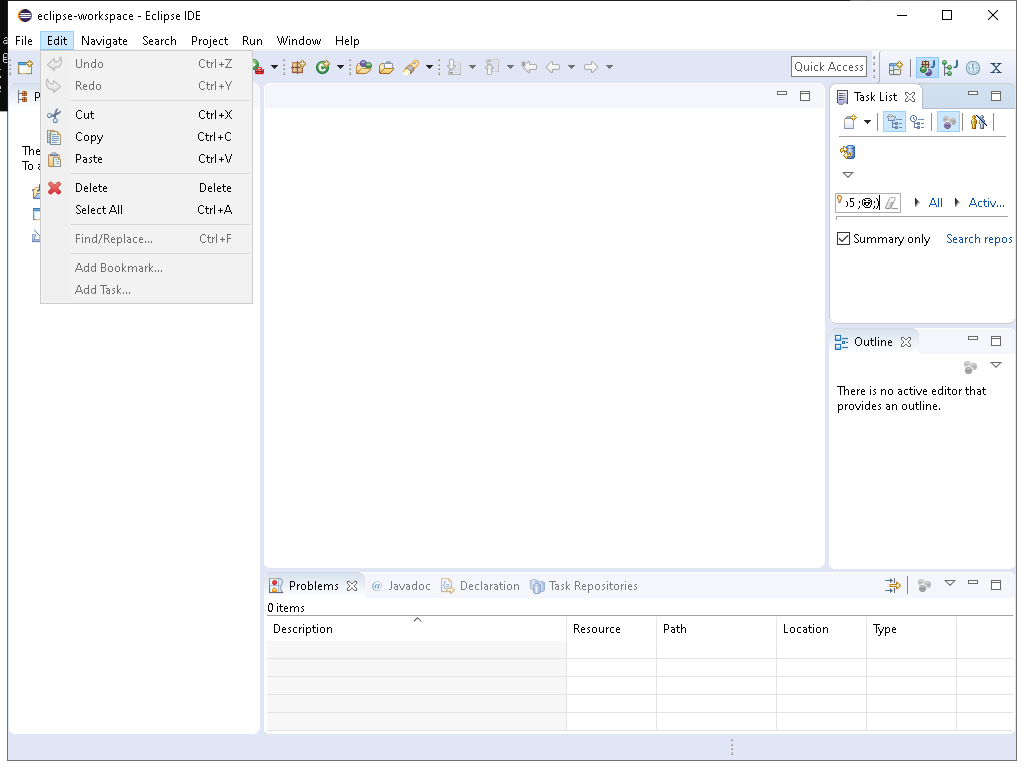 eclipse-workspace - Eclipse IDE
File Edit Navigate Search Project Run Window Help
Undo Ctrl+Z
Redo Ctrl+Y
Cut Ctrl+X
Copy Ctrl+C
Paste Ctrl+V
Delete Delete
Select All Ctrl+A
Find/Replace... Ctrl+F
Add Bookmark...
Add Task...
Quick Access
Task List
All Activ...
Summary only Search repos
Outline
There is no active editor that
provides an outline.
Problems @ Javadoc Declaration Task Repositories
0 items
Description Resource Path Location Type